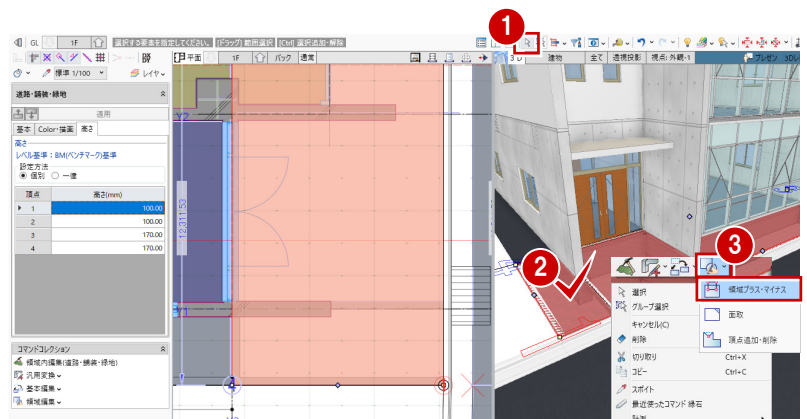 1
GL
1F
選択する要素を指定してください。 [ドラッグ] 範囲選択 [Ctrl] 選択追加・解除
標準 1/100
レイヤ
平面
1F
バック
通常
3D
建物
全て
透視投影
視点：外観-1
プレゼン
3Dレ
道路・舗装・緑地
適用
基本
Color・描画
高さ
高さ
レベル基準：BM(ベンチマーク)基準
設定方法
個別
一律
頂点
高さ(mm)
1
100.00
2
100.00
3
170.00
4
170.00
Y2
12,311.53
2
3
領域プラス・マイナス
面取
頂点追加・削除
選択
グループ選択
キャンセル(C)
削除
切り取り
Ctrl+X
コピー
Ctrl+C
スポイト
最近使ったコマンド 縁石
コマンドコレクション
領域内編集(道路・舗装・緑地)
汎用変換
基本編集
領域編集